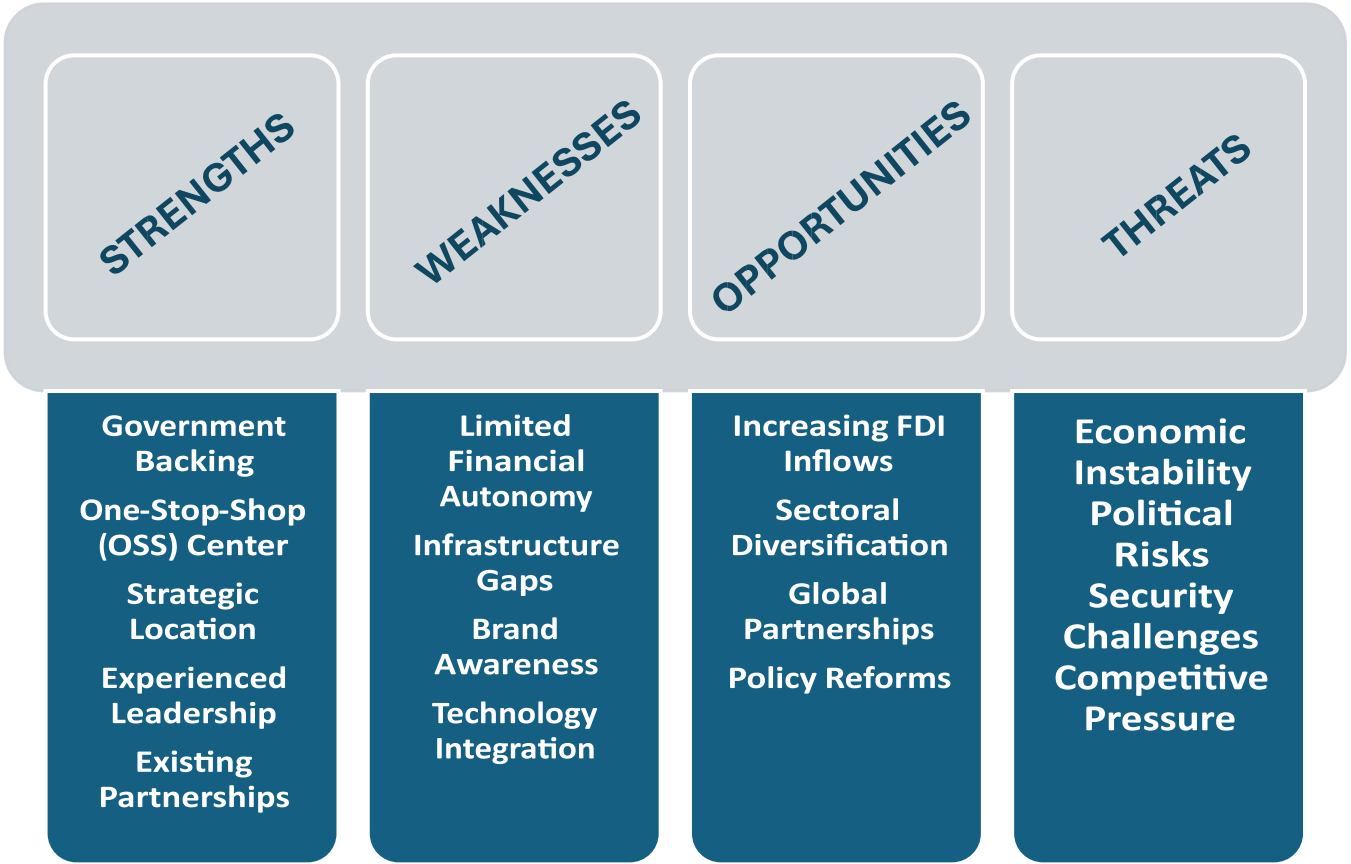 STRENGTHS
WEAKNESSES
OPPORTUNITIES
THREATS
Government
Backing
One-Stop-Shop
(OSS) Center
Strategic
Location
Experienced
Leadership
Existing
Partnerships
Limited
Financial
Autonomy
Infrastructure
Gaps
Brand
Awareness
Technology
Integration
Increasing FDI
Inflows
Sectoral
Diversification
Global
Partnerships
Policy Reforms
Economic
Instability
Political
Risks
Security
Challenges
Competitive
Pressure